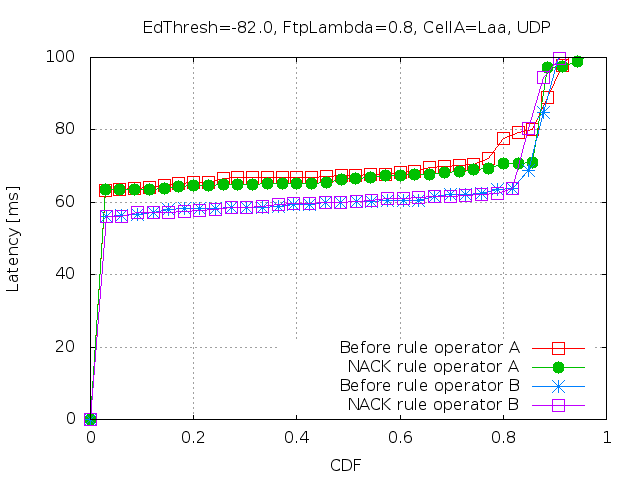 EdThresh=-82.0, FtpLambda=0.8, CellA=Laa, UDP
100
80
60
40
20
0
Latency [ms]
Before rule operator A
NACK rule operator A
Before rule operator B
NACK rule operator B
0 0.2 0.4 0.6 0.8 1
CDF